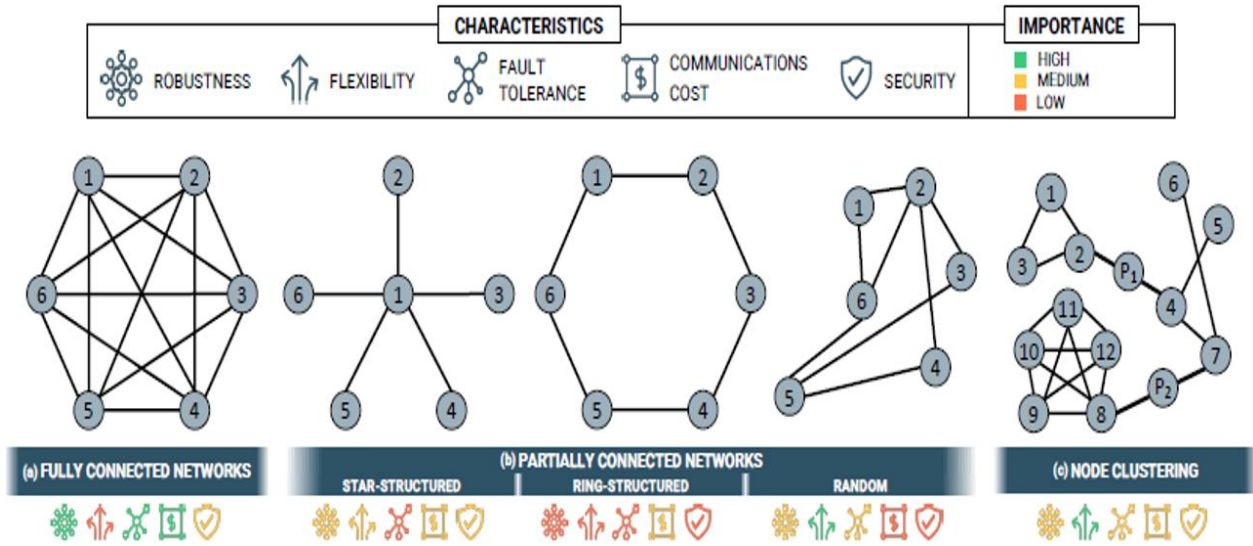 CHARACTERISTICS
IMPORTANCE
ROBUSTNESS
FLEXIBILITY
FAULT
TOLERANCE
$
COMMUNICATIONS
COST
SECURITY
HIGH
MEDIUM
LOW
1
2
3
4
5
6
2
6
1
3
5
4
1
2
6
3
5
4
2
1
3
6
4
5
6
1
5
3
2
P1
4
11
10
12
7
P2
9
8
(a) FULLY CONNECTED NETWORKS
(b) PARTIALLY CONNECTED NETWORKS
STAR-STRUCTURED
RING-STRUCTURED
RANDOM
(c) NODE CLUSTERING
$
$
$
$
$